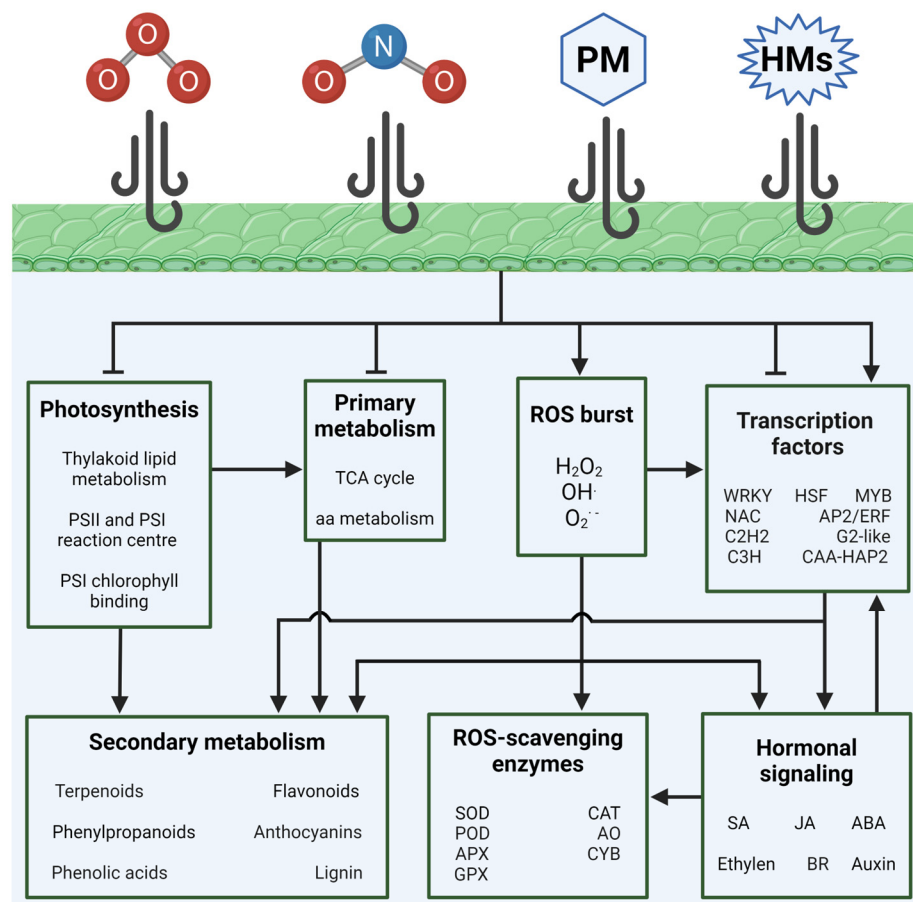 O
O
O
N
O
O
PM
HMs
Photosynthesis
Thylakoid lipid
metabolism
PSII and PSI
reaction centre
PSI chlorophyll
binding
Primary
metabolism
TCA cycle
aa metabolism
ROS burst
H₂O₂
OH·
O₂·⁻
Transcription
factors
WRKY HSF MYB
NAC AP2/ERF
C2H2 G2-like
C3H CAA-HAP2
Secondary metabolism
Terpenoids Flavonoids
Phenylpropanoids Anthocyanins
Phenolic acids Lignin
ROS-scavenging
enzymes
SOD CAT
POD AO
APX CYB
GPX
Hormonal
signaling
SA JA ABA
Ethylen BR Auxin